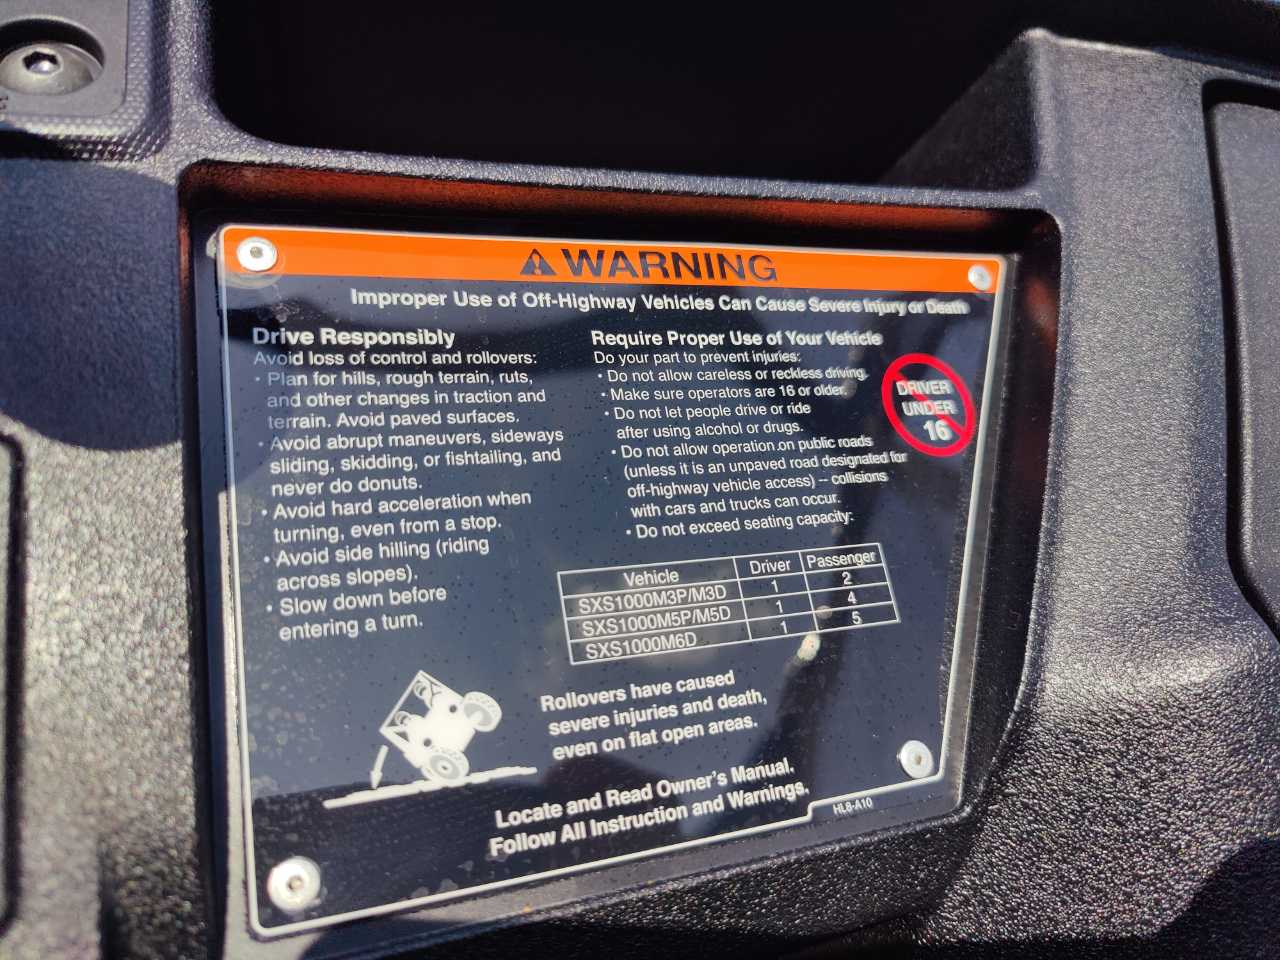 WARNING
Improper Use of Off-Highway Vehicles Can Cause Severe Injury or Death
Drive Responsibly
Avoid loss of control and rollovers:
• Plan for hills, rough terrain, ruts,
and other changes in traction and
terrain. Avoid paved surfaces.
• Avoid abrupt maneuvers, sideways
sliding, skidding, or fishtailing, and
never do donuts.
• Avoid hard acceleration when
turning, even from a stop.
• Avoid side hilling (riding
across slopes).
• Slow down before
entering a turn.
Require Proper Use of Your Vehicle
Do your part to prevent injuries:
• Do not allow careless or reckless driving.
• Make sure operators are 16 or older.
• Do not let people drive or ride
after using alcohol or drugs.
• Do not allow operation on public roads
(unless it is an unpaved road designated for
off-highway vehicle access) – collisions
with cars and trucks can occur.
• Do not exceed seating capacity:
DRIVER
UNDER
16
Vehicle Driver Passenger
SXS1000M3P/M3D 1 2
SXS1000M5P/M5D 1 4
SXS1000M6D 1 5
Rollovers have caused
severe injuries and death,
even on flat open areas.
Locate and Read Owner's Manual.
Follow All Instruction and Warnings.
HL8-A10